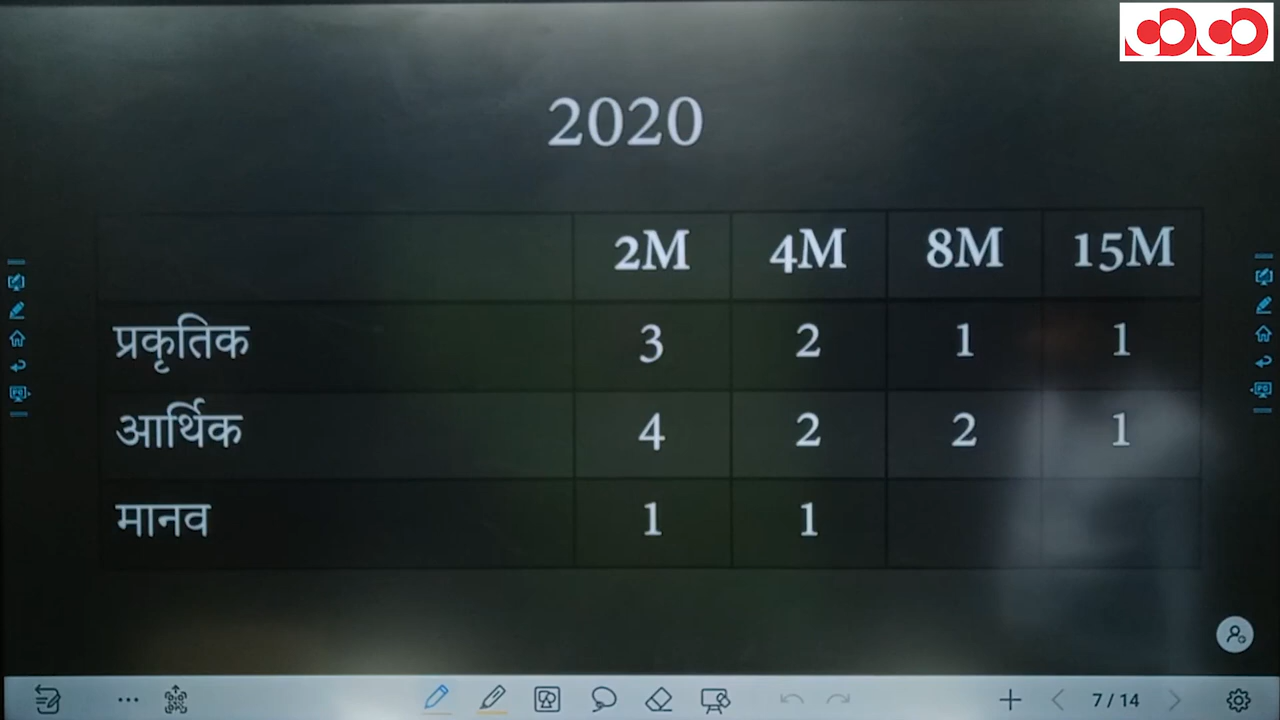 2020
2M 4M 8M 15M
प्रकृतिक 3 2 1 1
आर्थिक 4 2 2 1
मानव 1 1
7 / 14